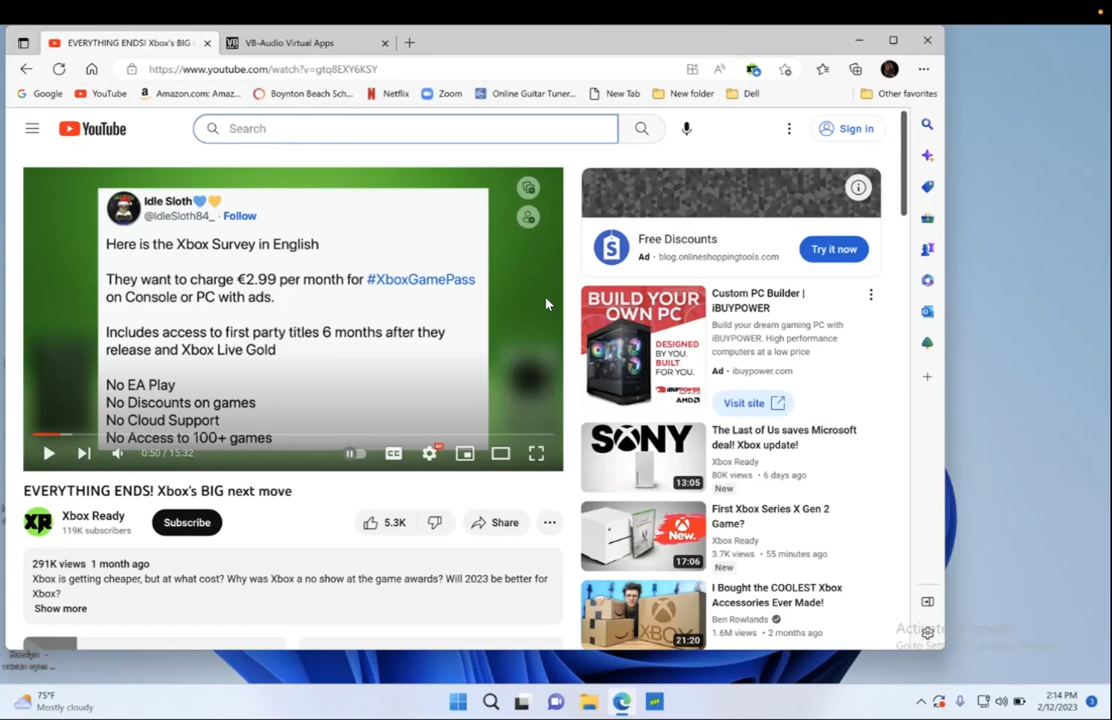 EVERYTHING ENDS! Xbox's BIG
VB-Audio Virtual Apps
https://www.youtube.com/watch?v=gtq8EXY6KSY
Google
YouTube
Amazon.com: Amaz...
Boynton Beach Sch...
Netflix
Zoom
Online Guitar Tuner...
New Tab
New folder
Dell
Other favorites
YouTube
Search
Sign in
Idle Sloth💙💛
@IdleSloth84_ · Follow
Here is the Xbox Survey in English
They want to charge €2.99 per month for #XboxGamePass
on Console or PC with ads.
Includes access to first party titles 6 months after they
release and Xbox Live Gold
No EA Play
No Discounts on games
No Cloud Support
No Access to 100+ games
0:50 / 15:32
CC
EVERYTHING ENDS! Xbox's BIG next move
XR
Xbox Ready
119K subscribers
Subscribe
5.3K
Share
291K views 1 month ago
Xbox is getting cheaper, but at what cost? Why was Xbox a no show at the game awards? Will 2023 be better for
Xbox?
Show more
Free Discounts
Ad · blog.onlineshoppingtools.com
Try it now
BUILD YOUR
OWN PC
DESIGNED
BY YOU.
BUILT
FOR YOU.
iBUYPOWER
AMD
Custom PC Builder |
iBUYPOWER
Build your dream gaming PC with
iBUYPOWER. High performance
computers at a low price
Ad · ibuypower.com
Visit site
SONY
13:05
The Last of Us saves Microsoft
deal! Xbox update!
Xbox Ready
80K views · 6 days ago
New
New.
17:06
First Xbox Series X Gen 2
Game?
Xbox Ready
3.7K views · 55 minutes ago
New
XBOX
21:20
I Bought the COOLEST Xbox
Accessories Ever Made!
Ben Rowlands
1.6M views · 2 months ago
75°F
Mostly cloudy
2:14 PM
2/12/2023
3